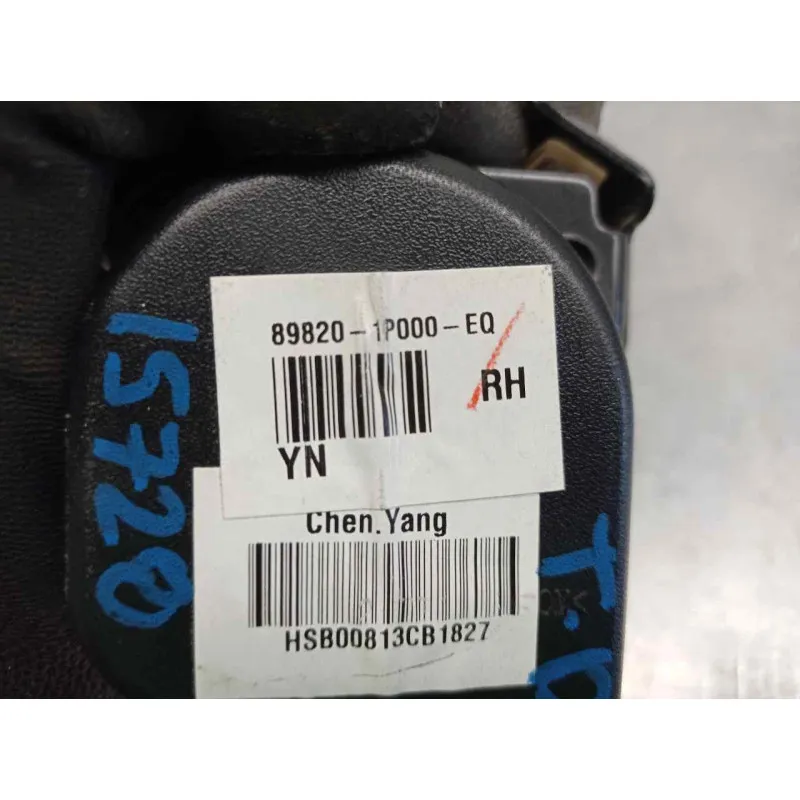 89820-1P000-EQ
RH
YN
Chen.Yang
HSB00813CB1827
15720